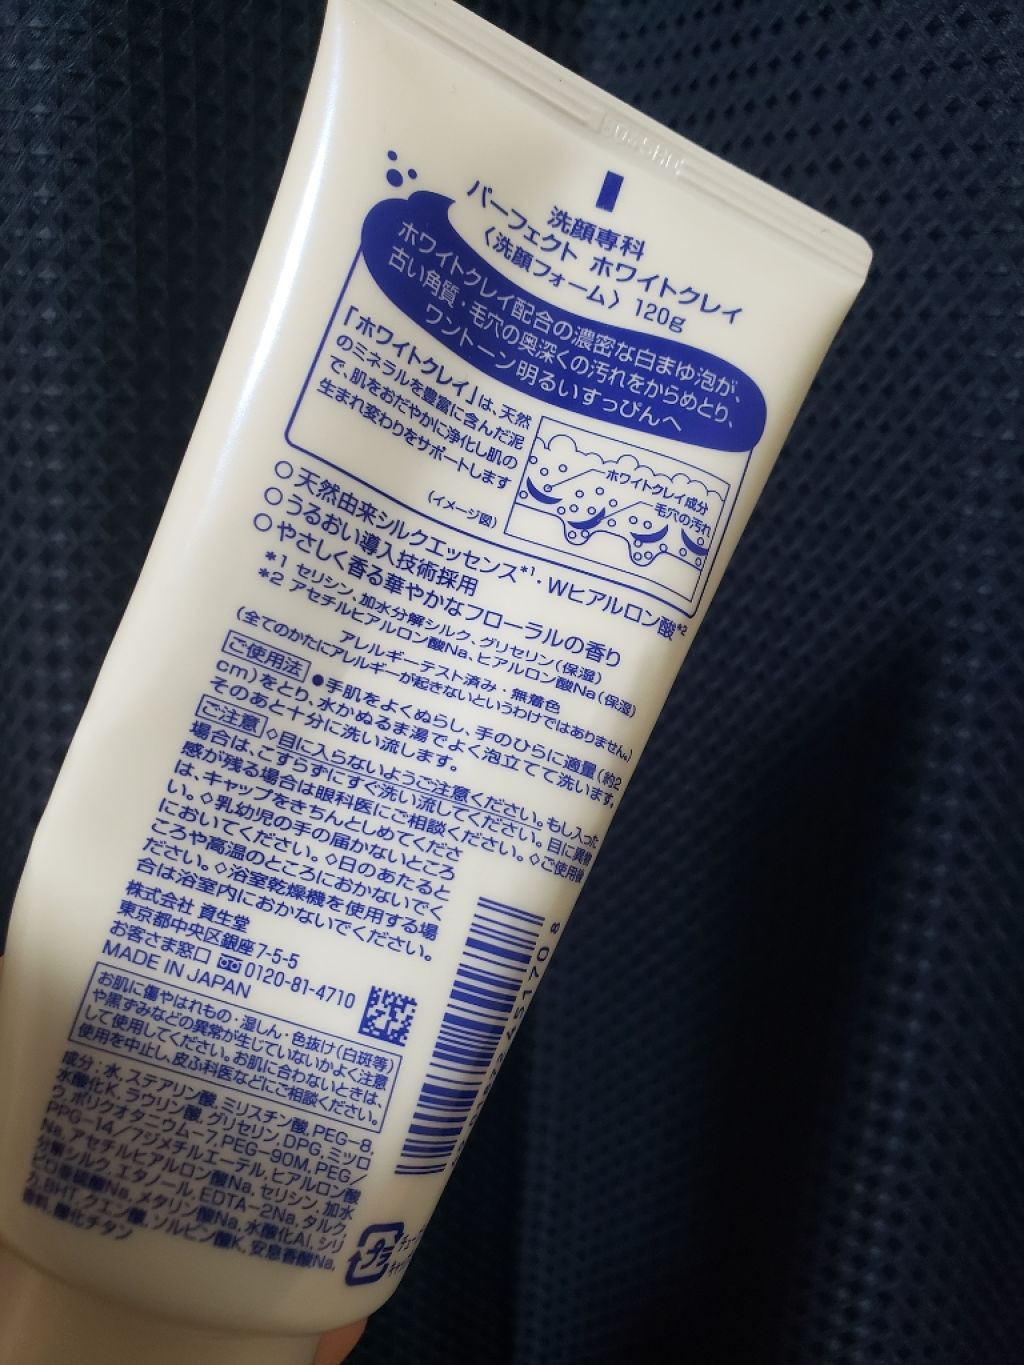 洗顔専科
パーフェクト ホワイトクレイ
〈洗顔フォーム〉 120g
ホワイトクレイ配合の濃密な白まゆ泡が、
古い角質・毛穴の奥深くの汚れをからめとり、
ワントーン明るいすっぴんへ
「ホワイトクレイ」は、天然
のミネラルを豊富に含んだ泥
で、肌をおだやかに浄化し肌の
生まれ変わりをサポートします
(イメージ図)
ホワイトクレイ成分
毛穴の汚れ
○ 天然由来シルクエッセンス*1・Wヒアルロン酸*2
○ うるおい導入技術採用
○ やさしく香る華やかなフローラルの香り
*1 セリシン、加水分解シルク、グリセリン(保湿)
*2 アセチルヒアルロン酸Na、ヒアルロン酸Na(保湿)
アレルギーテスト済み・無着色
(全てのかたにアレルギーが起きないというわけではありません。)
ご使用法 ●手肌をよくぬらし、手のひらに適量(約2
cm)をとり、水かぬるま湯でよく泡立てて洗います。
そのあと十分に洗い流します。
ご注意 ◇目に入らないようご注意ください。もし入った
場合は、こすらずにすぐ洗い流してください。目に異物
感が残る場合は眼科医にご相談ください。◇ご使用後
は、キャップをきちんとしめてくださ
い。◇乳幼児の手の届かないところ
においてください。◇日のあたると
ころや高温のところにおかないでく
ださい。◇浴室乾燥機を使用する場
合は浴室内におかないでください。
株式会社 資生堂
東京都中央区銀座7-5-5
お客さま窓口 0120-81-4710
MADE IN JAPAN
お肌に傷やはれもの・湿しん・色抜け(白斑等)
や黒ずみなどの異常が生じていないかよく注意
して使用してください。お肌に合わないときは、
使用を中止し、皮ふ科医などにご相談ください。
成分：水, ステアリン酸, ミリスチン酸, PEG-8,
水酸化K, ラウリン酸, グリセリン, DPG, ミツロ
ウ, ポリクオタニウム-7, PEG-90M, PEG/
PPG-14/7ジメチルエーテル, ヒアルロン酸
Na, アセチルヒアルロン酸Na, セリシン, 加水
分解シルク, エタノール, EDTA-2Na, タルク,
ピロ亜硫酸Na, メタリン酸Na, 水酸化Al, シリ
カ, BHT, クエン酸, ソルビン酸K, 安息香酸Na,
香料, 酸化チタン
プラ